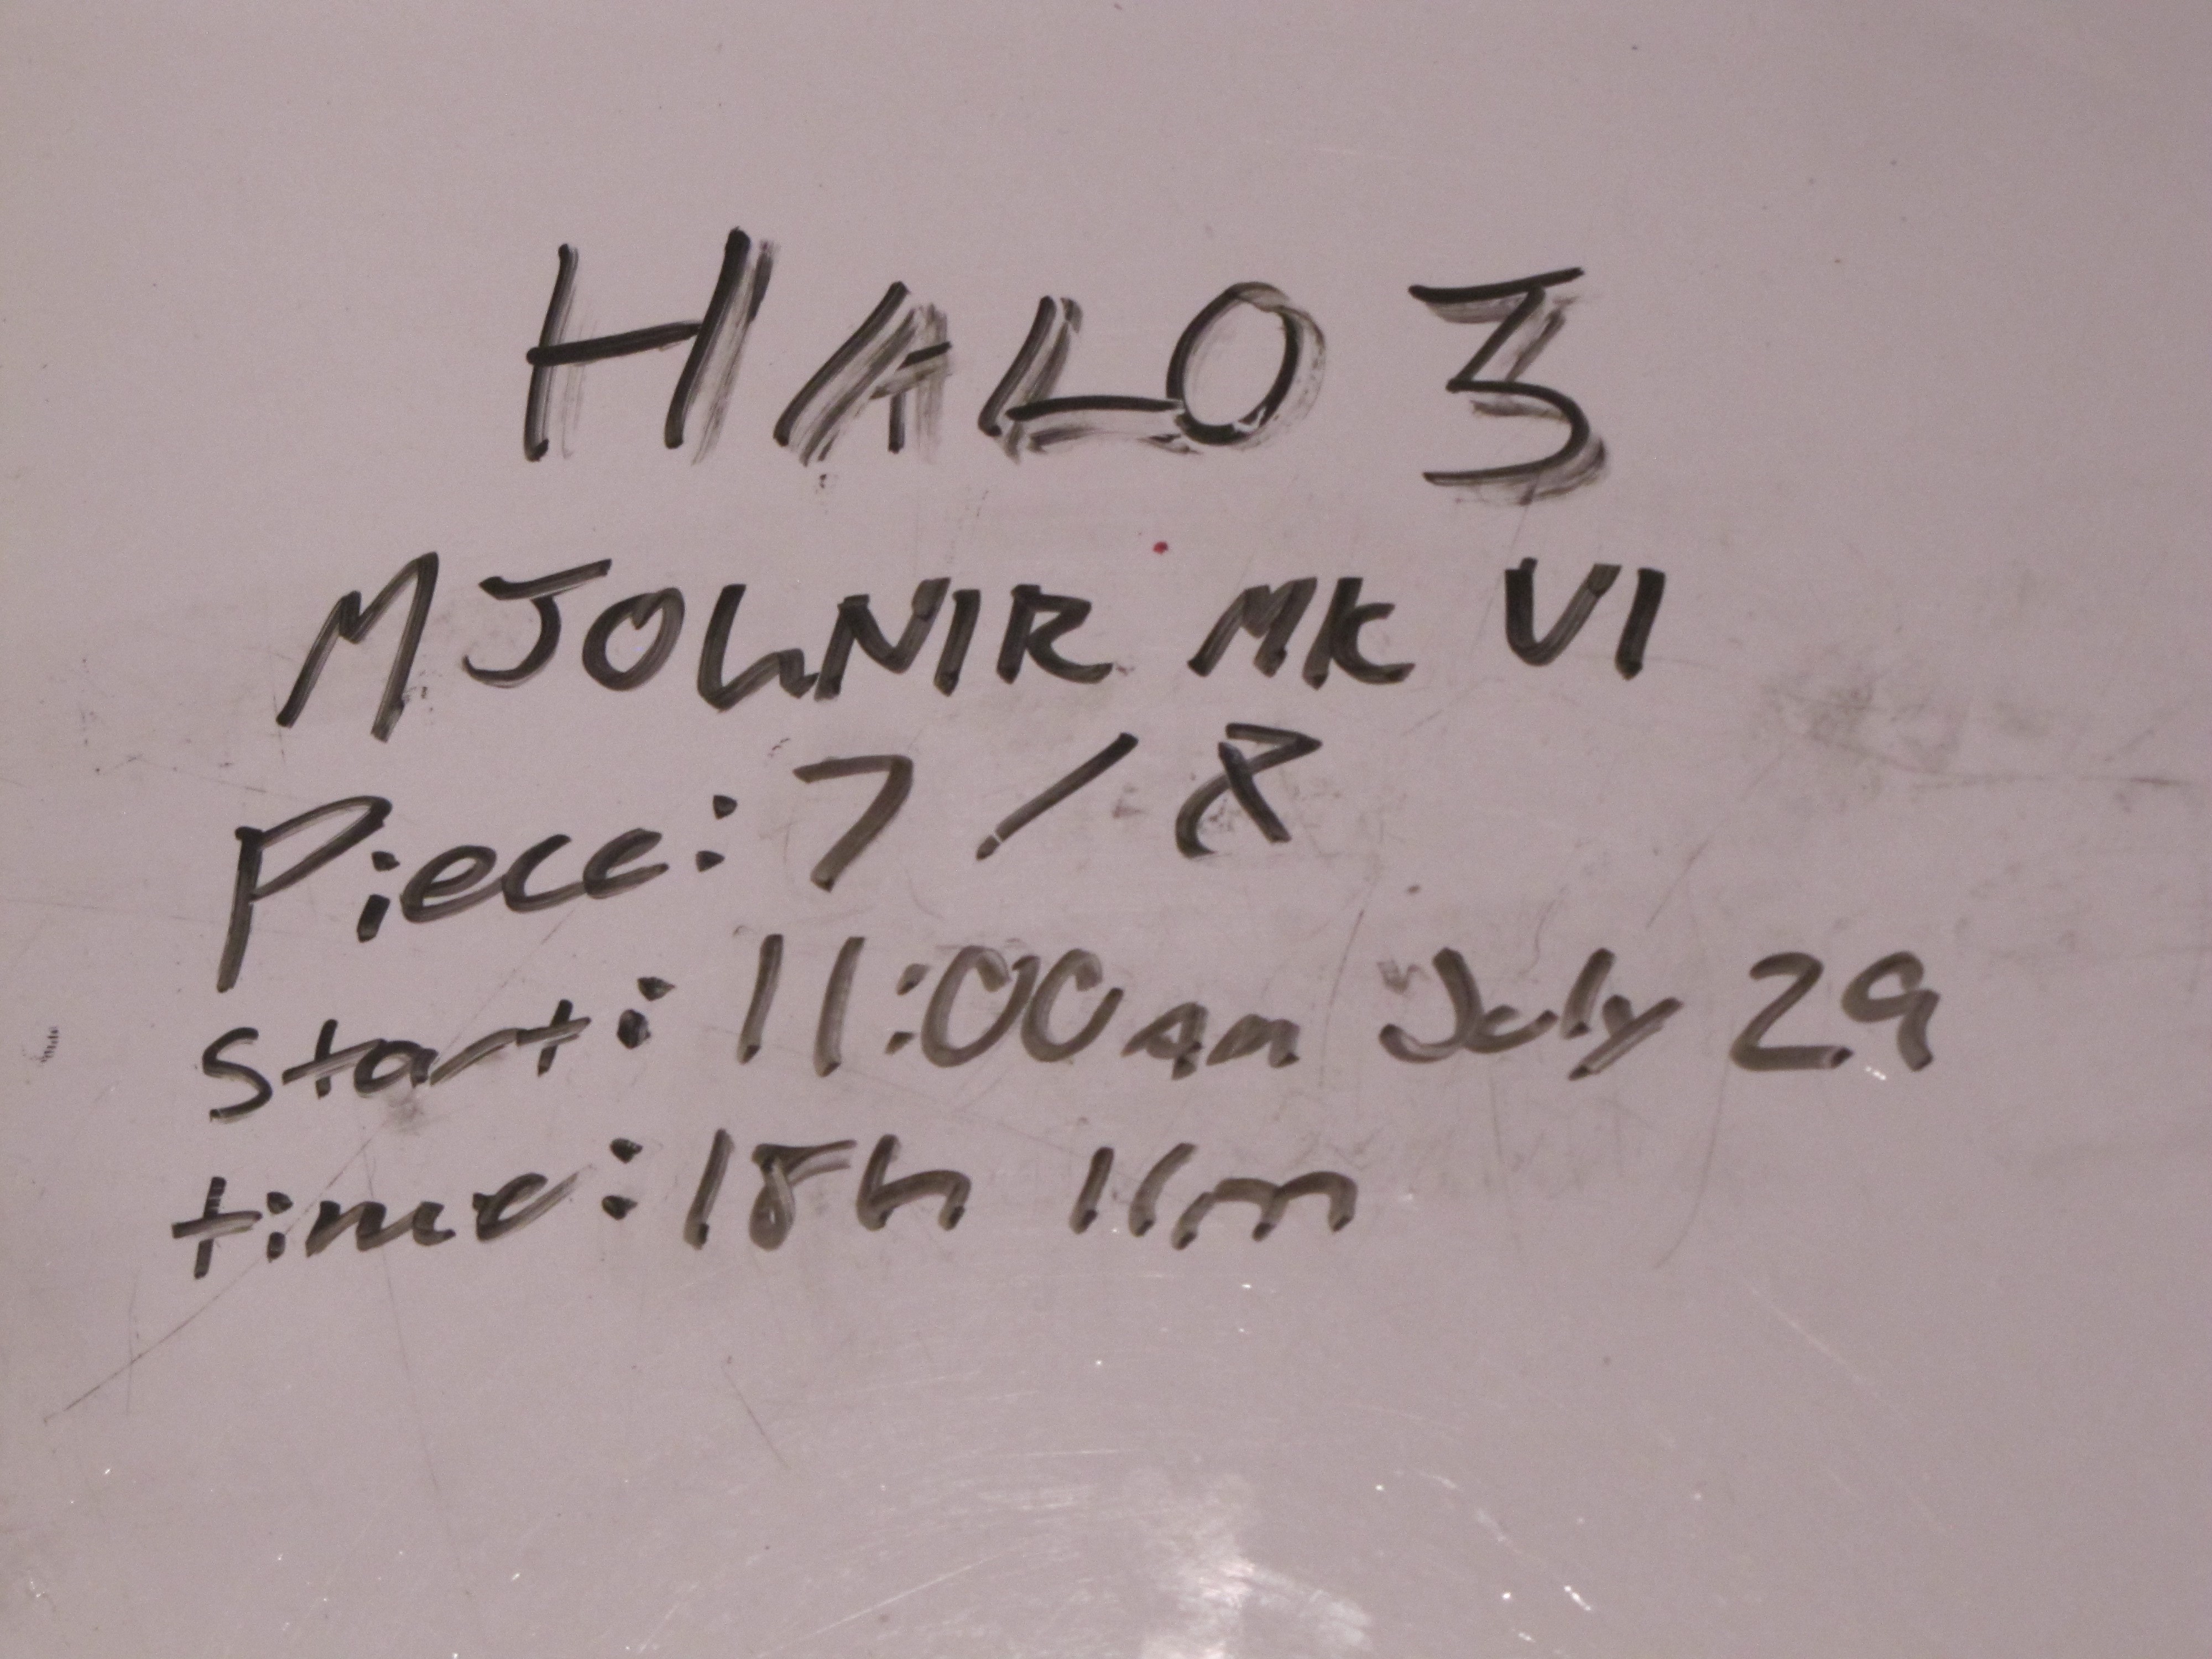 HALO 3
MJOLNIR MK VI
Piece: 7 / 8
Start: 11:00am July 29
time: 18h 11m